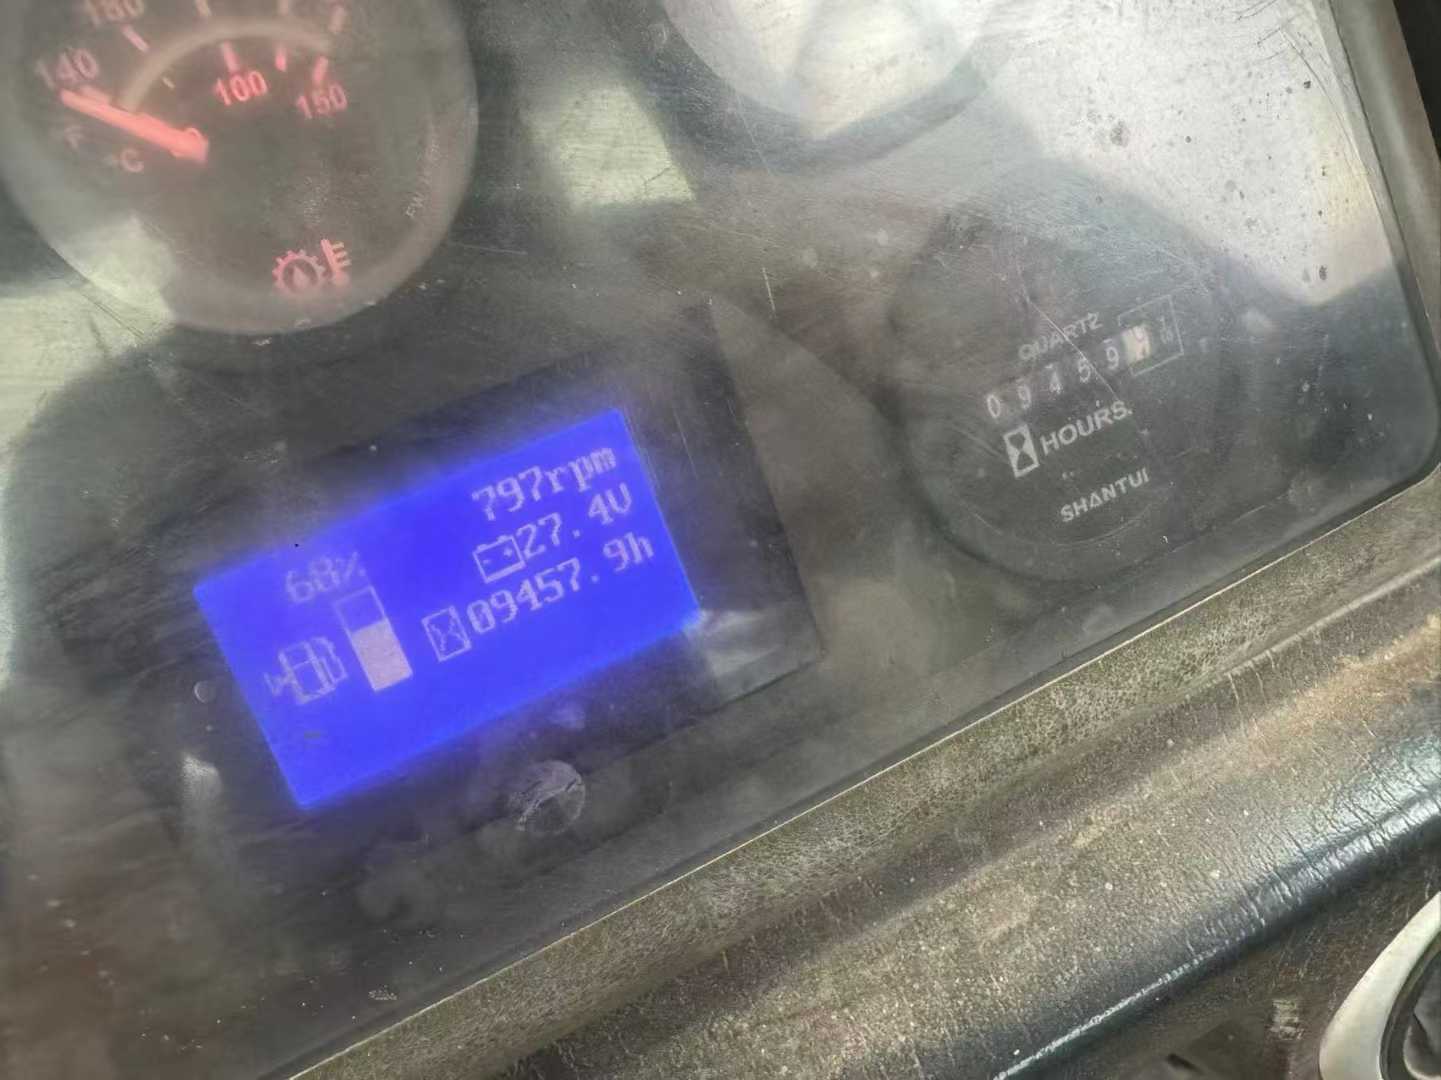 180
140
100
150
°F
°C
QUARTZ
0 9 4 5 9
HOURS
SHANTUI
797rpm
27.4V
68%
09457.9h